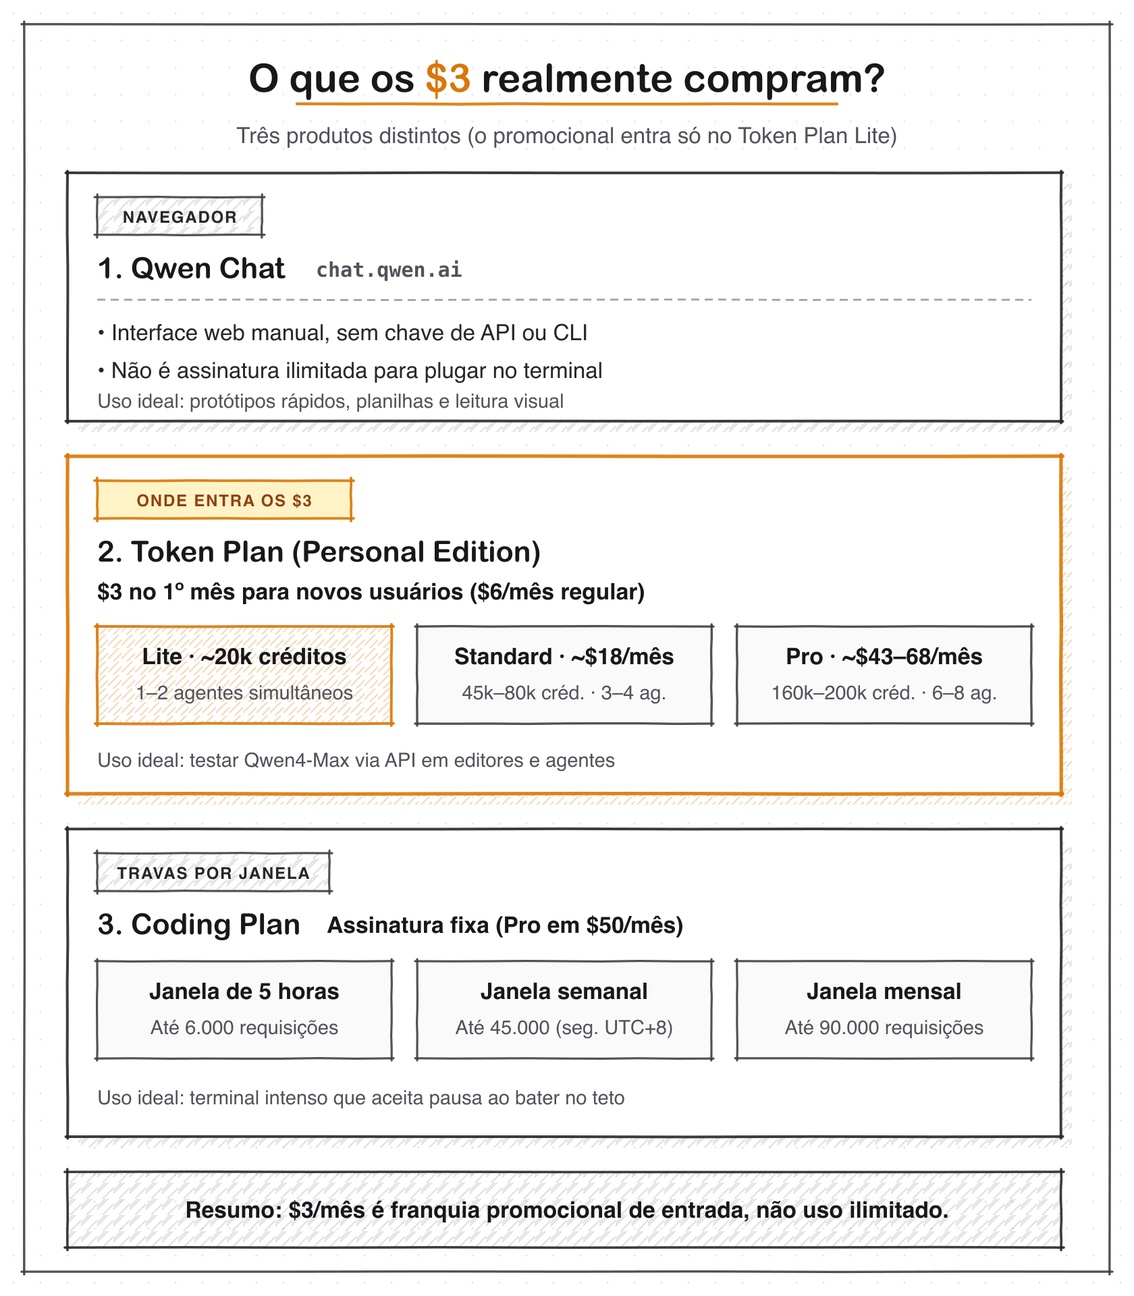 O que os $3 realmente compram?
Três produtos distintos (o promocional entra só no Token Plan Lite)
NAVEGADOR
1. Qwen Chat chat.qwen.ai
• Interface web manual, sem chave de API ou CLI
• Não é assinatura ilimitada para plugar no terminal
Uso ideal: protótipos rápidos, planilhas e leitura visual
ONDE ENTRA OS $3
2. Token Plan (Personal Edition)
$3 no 1º mês para novos usuários ($6/mês regular)
Lite · ~20k créditos
1–2 agentes simultâneos
Standard · ~$18/mês
45k–80k créd. · 3–4 ag.
Pro · ~$43–68/mês
160k–200k créd. · 6–8 ag.
Uso ideal: testar Qwen4-Max via API em editores e agentes
TRAVAS POR JANELA
3. Coding Plan Assinatura fixa (Pro em $50/mês)
Janela de 5 horas
Até 6.000 requisições
Janela semanal
Até 45.000 (seg. UTC+8)
Janela mensal
Até 90.000 requisições
Uso ideal: terminal intenso que aceita pausa ao bater no teto
Resumo: $3/mês é franquia promocional de entrada, não uso ilimitado.